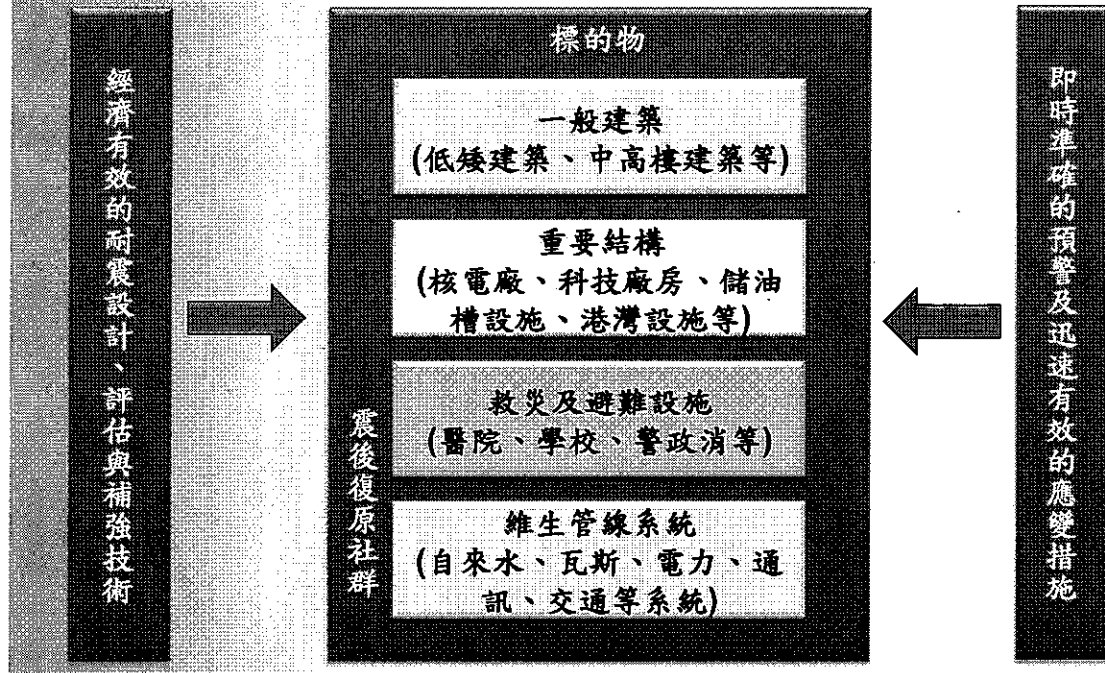 經濟有效的耐震設計、評估與補強技術
標的物
一般建築
(低矮建築、中高樓建築等)
重要結構
(核電廠、科技廠房、儲油
槽設施、港灣設施等)
救災及避難設施
(醫院、學校、警政消等)
維生管線系統
(自來水、瓦斯、電力、通
訊、交通等系統)
震後復原社群
即時準確的預警及迅速有效的應變措施